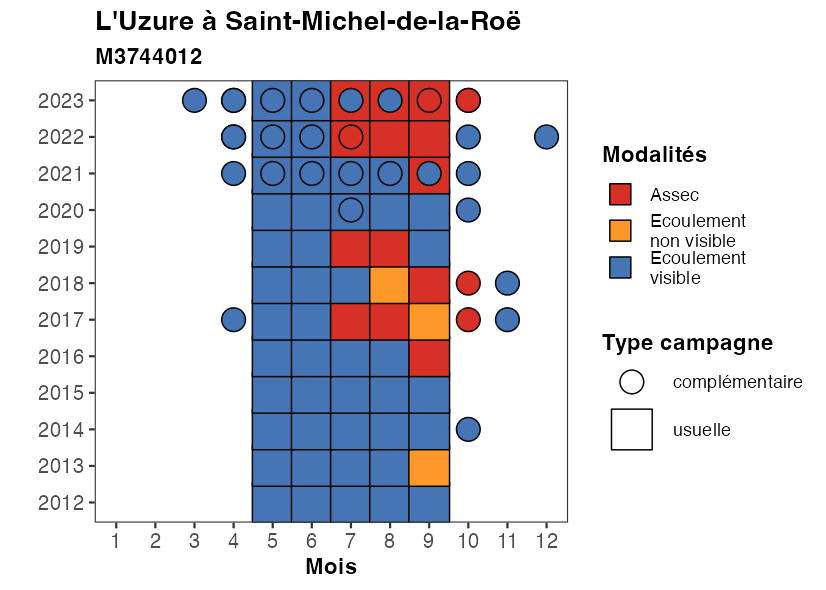 L'Uzure à Saint-Michel-de-la-Roë
M3744012
2023
2022
2021
2020
2019
2018
2017
2016
2015
2014
2013
2012
1 2 3 4 5 6 7 8 9 10 11 12
Mois
Modalités
Assec
Ecoulement
non visible
Ecoulement
visible
Type campagne
complémentaire
usuelle